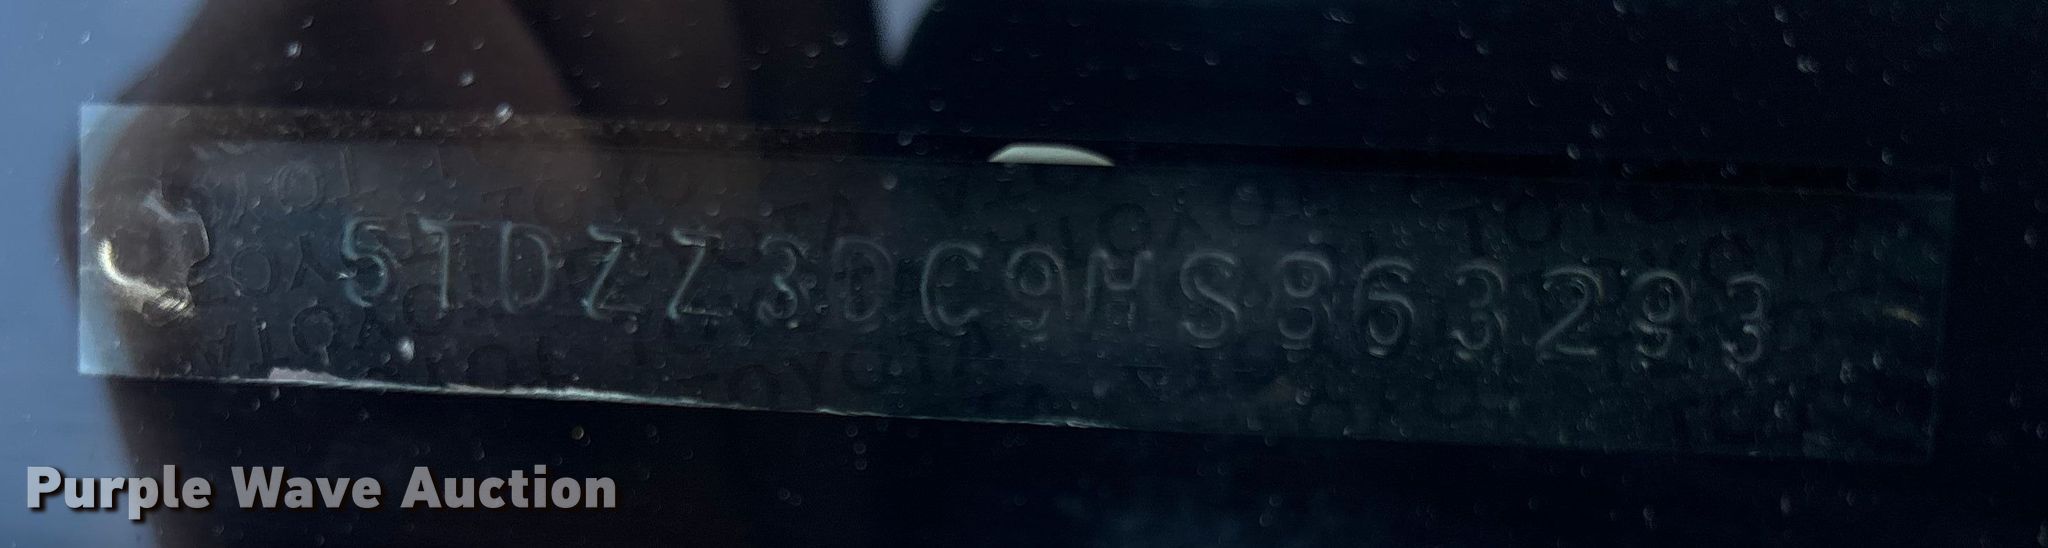 5TDZZ3DC9HS863293
Purple Wave Auction